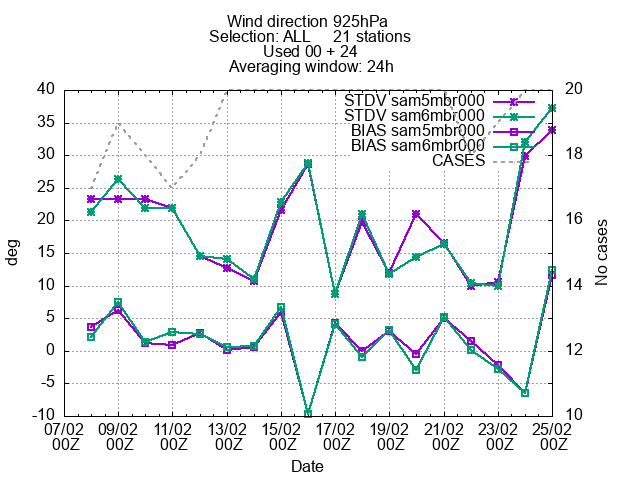 Wind direction 925hPa
Selection: ALL 21 stations
Used 00 + 24
Averaging window: 24h
STDV sam5mbr000
STDV sam6mbr000
BIAS sam5mbr000
BIAS sam6mbr000
CASES
40
35
30
25
20
15
10
5
0
-5
-10
deg
20
18
16
14
12
10
No cases
07/02 09/02 11/02 13/02 15/02 17/02 19/02 21/02 23/02 25/02
00Z 00Z 00Z 00Z 00Z 00Z 00Z 00Z 00Z 00Z
Date